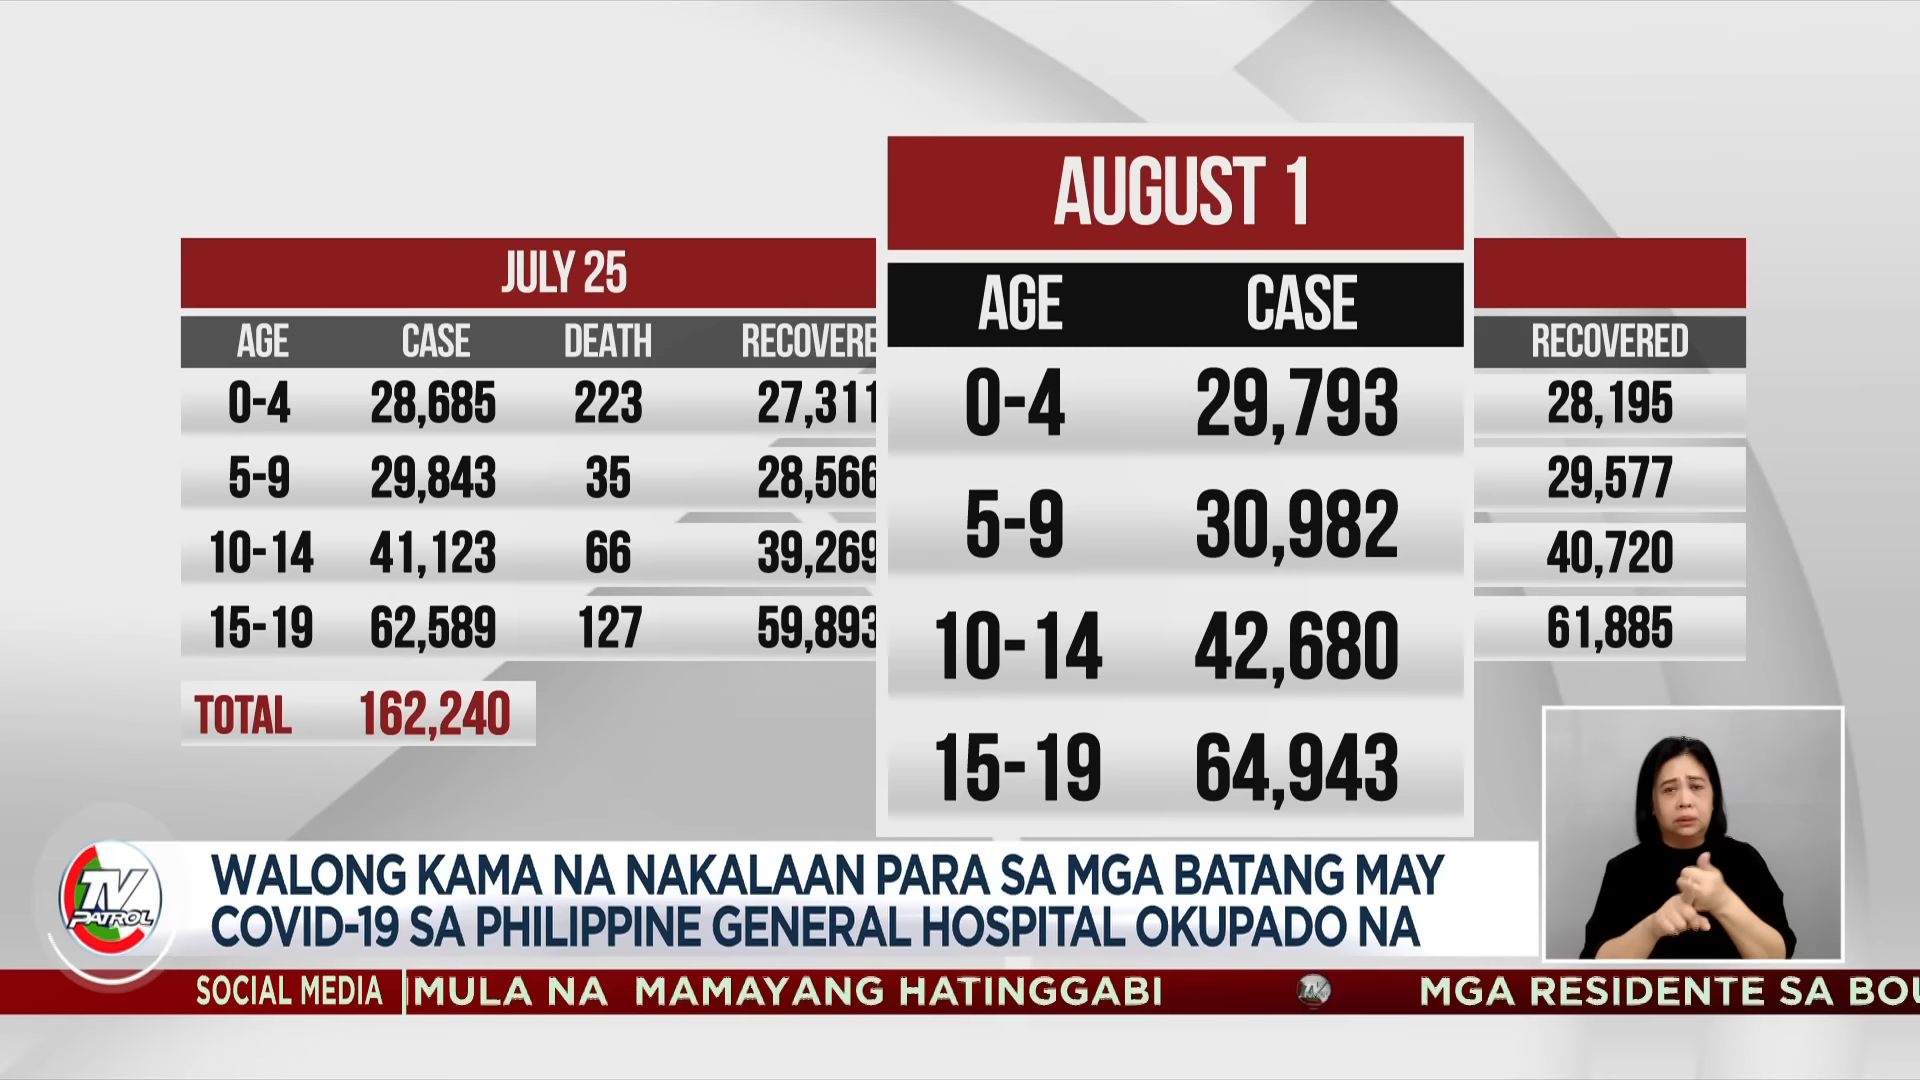 AUGUST 1
AGE CASE
0-4 29,793
5-9 30,982
10-14 42,680
15-19 64,943
JULY 25
AGE CASE DEATH RECOVERE
0-4 28,685 223 27,311
5-9 29,843 35 28,566
10-14 41,123 66 39,269
15-19 62,589 127 59,893
TOTAL 162,240
RECOVERED
28,195
29,577
40,720
61,885
TV PATROL
WALONG KAMA NA NAKALAAN PARA SA MGA BATANG MAY
COVID-19 SA PHILIPPINE GENERAL HOSPITAL OKUPADO NA
SOCIAL MEDIA MULA NA MAMAYANG HATINGGABI MGA RESIDENTE SA